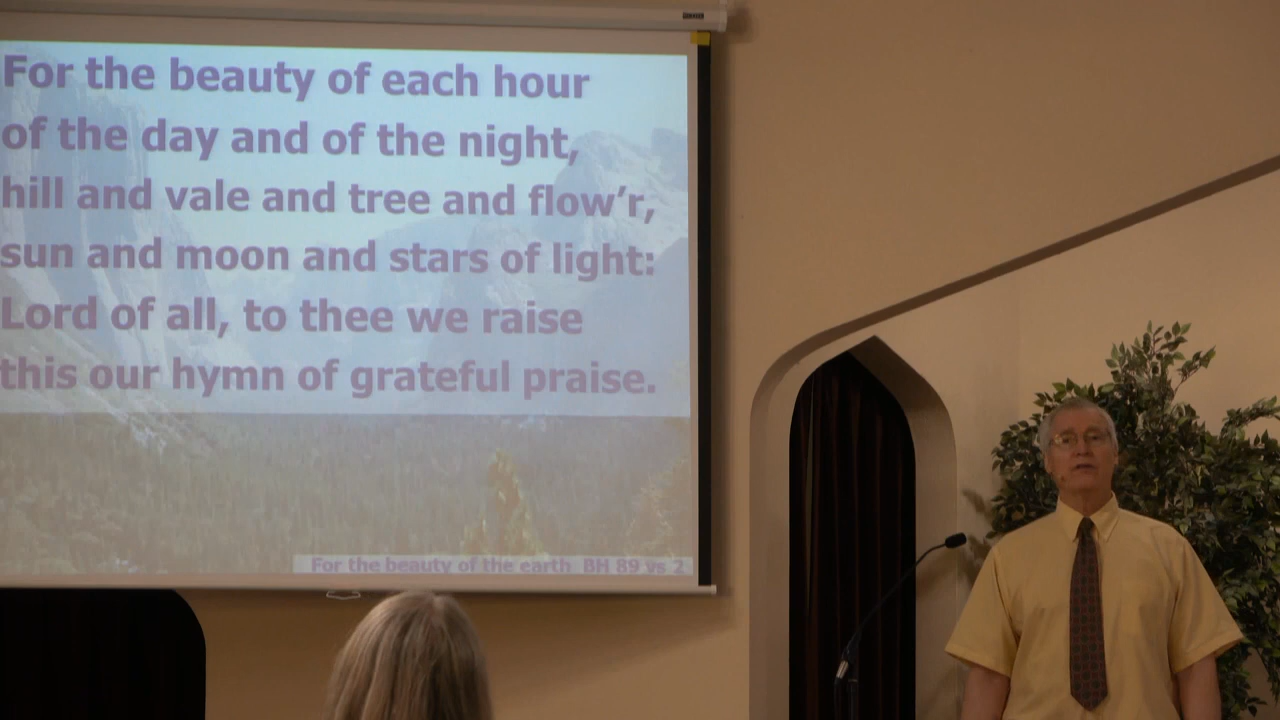 For the beauty of each hour
of the day and of the night,
hill and vale and tree and flow’r,
sun and moon and stars of light:
Lord of all, to thee we raise
this our hymn of grateful praise.
For the beauty of the earth BH 89 vs 2